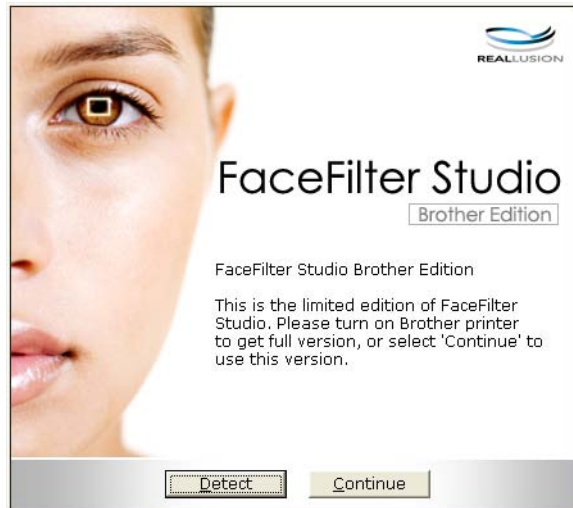 REALLUSION
FaceFilter Studio
Brother Edition
FaceFilter Studio Brother Edition
This is the limited edition of FaceFilter
Studio. Please turn on Brother printer
to get full version, or select 'Continue' to
use this version.
Detect
Continue